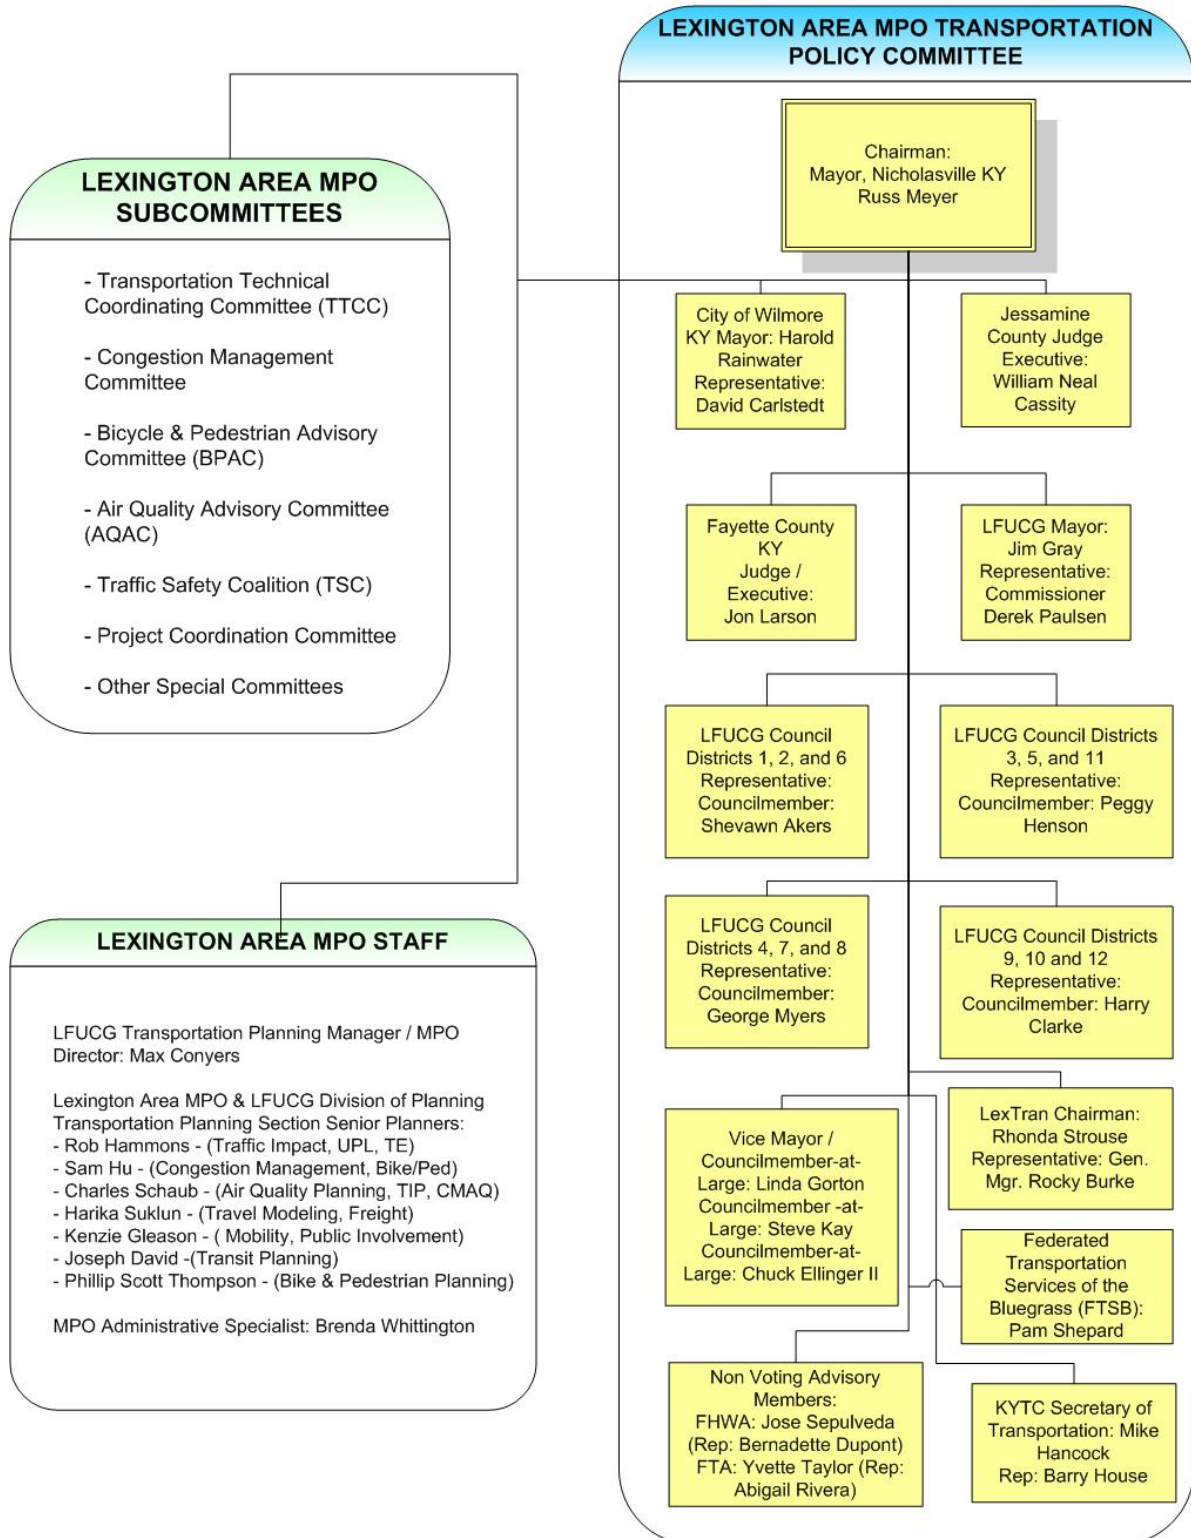 LEXINGTON AREA MPO TRANSPORTATION
POLICY COMMITTEE
Chairman:
Mayor, Nicholasville KY
Russ Meyer
LEXINGTON AREA MPO
SUBCOMMITTEES
- Transportation Technical
Coordinating Committee (TTCC)
- Congestion Management
Committee
- Bicycle & Pedestrian Advisory
Committee (BPAC)
- Air Quality Advisory Committee
(AQAC)
- Traffic Safety Coalition (TSC)
- Project Coordination Committee
- Other Special Committees
City of Wilmore
KY Mayor: Harold
Rainwater
Representative:
David Carlstedt
Jessamine
County Judge
Executive:
William Neal
Cassity
Fayette County
KY
Judge /
Executive:
Jon Larson
LFUCG Mayor:
Jim Gray
Representative:
Commissioner
Derek Paulsen
LFUCG Council
Districts 1, 2, and 6
Representative:
Councilmember:
Shevawn Akers
LFUCG Council Districts
3, 5, and 11
Representative:
Councilmember: Peggy
Henson
LFUCG Council
Districts 4, 7, and 8
Representative:
Councilmember:
George Myers
LFUCG Council Districts
9, 10 and 12
Representative:
Councilmember: Harry
Clarke
LEXINGTON AREA MPO STAFF
LFUCG Transportation Planning Manager / MPO
Director: Max Conyers
Lexington Area MPO & LFUCG Division of Planning
Transportation Planning Section Senior Planners:
- Rob Hammons - (Traffic Impact, UPL, TE)
- Sam Hu - (Congestion Management, Bike/Ped)
- Charles Schaub - (Air Quality Planning, TIP, CMAQ)
- Harika Suklun - (Travel Modeling, Freight)
- Kenzie Gleason - ( Mobility, Public Involvement)
- Joseph David -(Transit Planning)
- Phillip Scott Thompson - (Bike & Pedestrian Planning)
MPO Administrative Specialist: Brenda Whittington
Vice Mayor /
Councilmember-at-
Large: Linda Gorton
Councilmember -at-
Large: Steve Kay
Councilmember-at-
Large: Chuck Ellinger II
LexTran Chairman:
Rhonda Strouse
Representative: Gen.
Mgr. Rocky Burke
Federated
Transportation
Services of the
Bluegrass (FTSB):
Pam Shepard
Non Voting Advisory
Members:
FHWA: Jose Sepulveda
(Rep: Bernadette Dupont)
FTA: Yvette Taylor (Rep:
Abigail Rivera)
KYTC Secretary of
Transportation: Mike
Hancock
Rep: Barry House